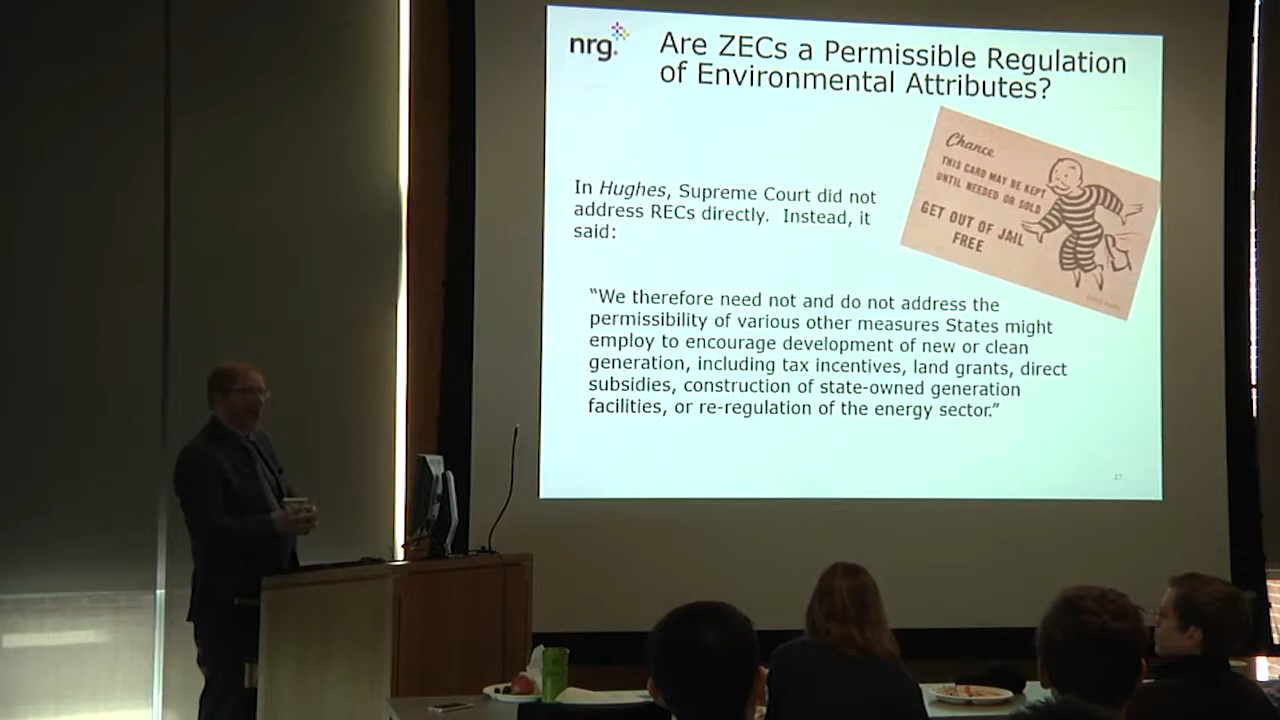 nrg
Are ZECs a Permissible Regulation
of Environmental Attributes?
Chance
THIS CARD MAY BE KEPT
UNTIL NEEDED OR SOLD
GET OUT OF JAIL
FREE
In Hughes, Supreme Court did not
address RECs directly. Instead, it
said:
“We therefore need not and do not address the
permissibility of various other measures States might
employ to encourage development of new or clean
generation, including tax incentives, land grants, direct
subsidies, construction of state-owned generation
facilities, or re-regulation of the energy sector.”
17